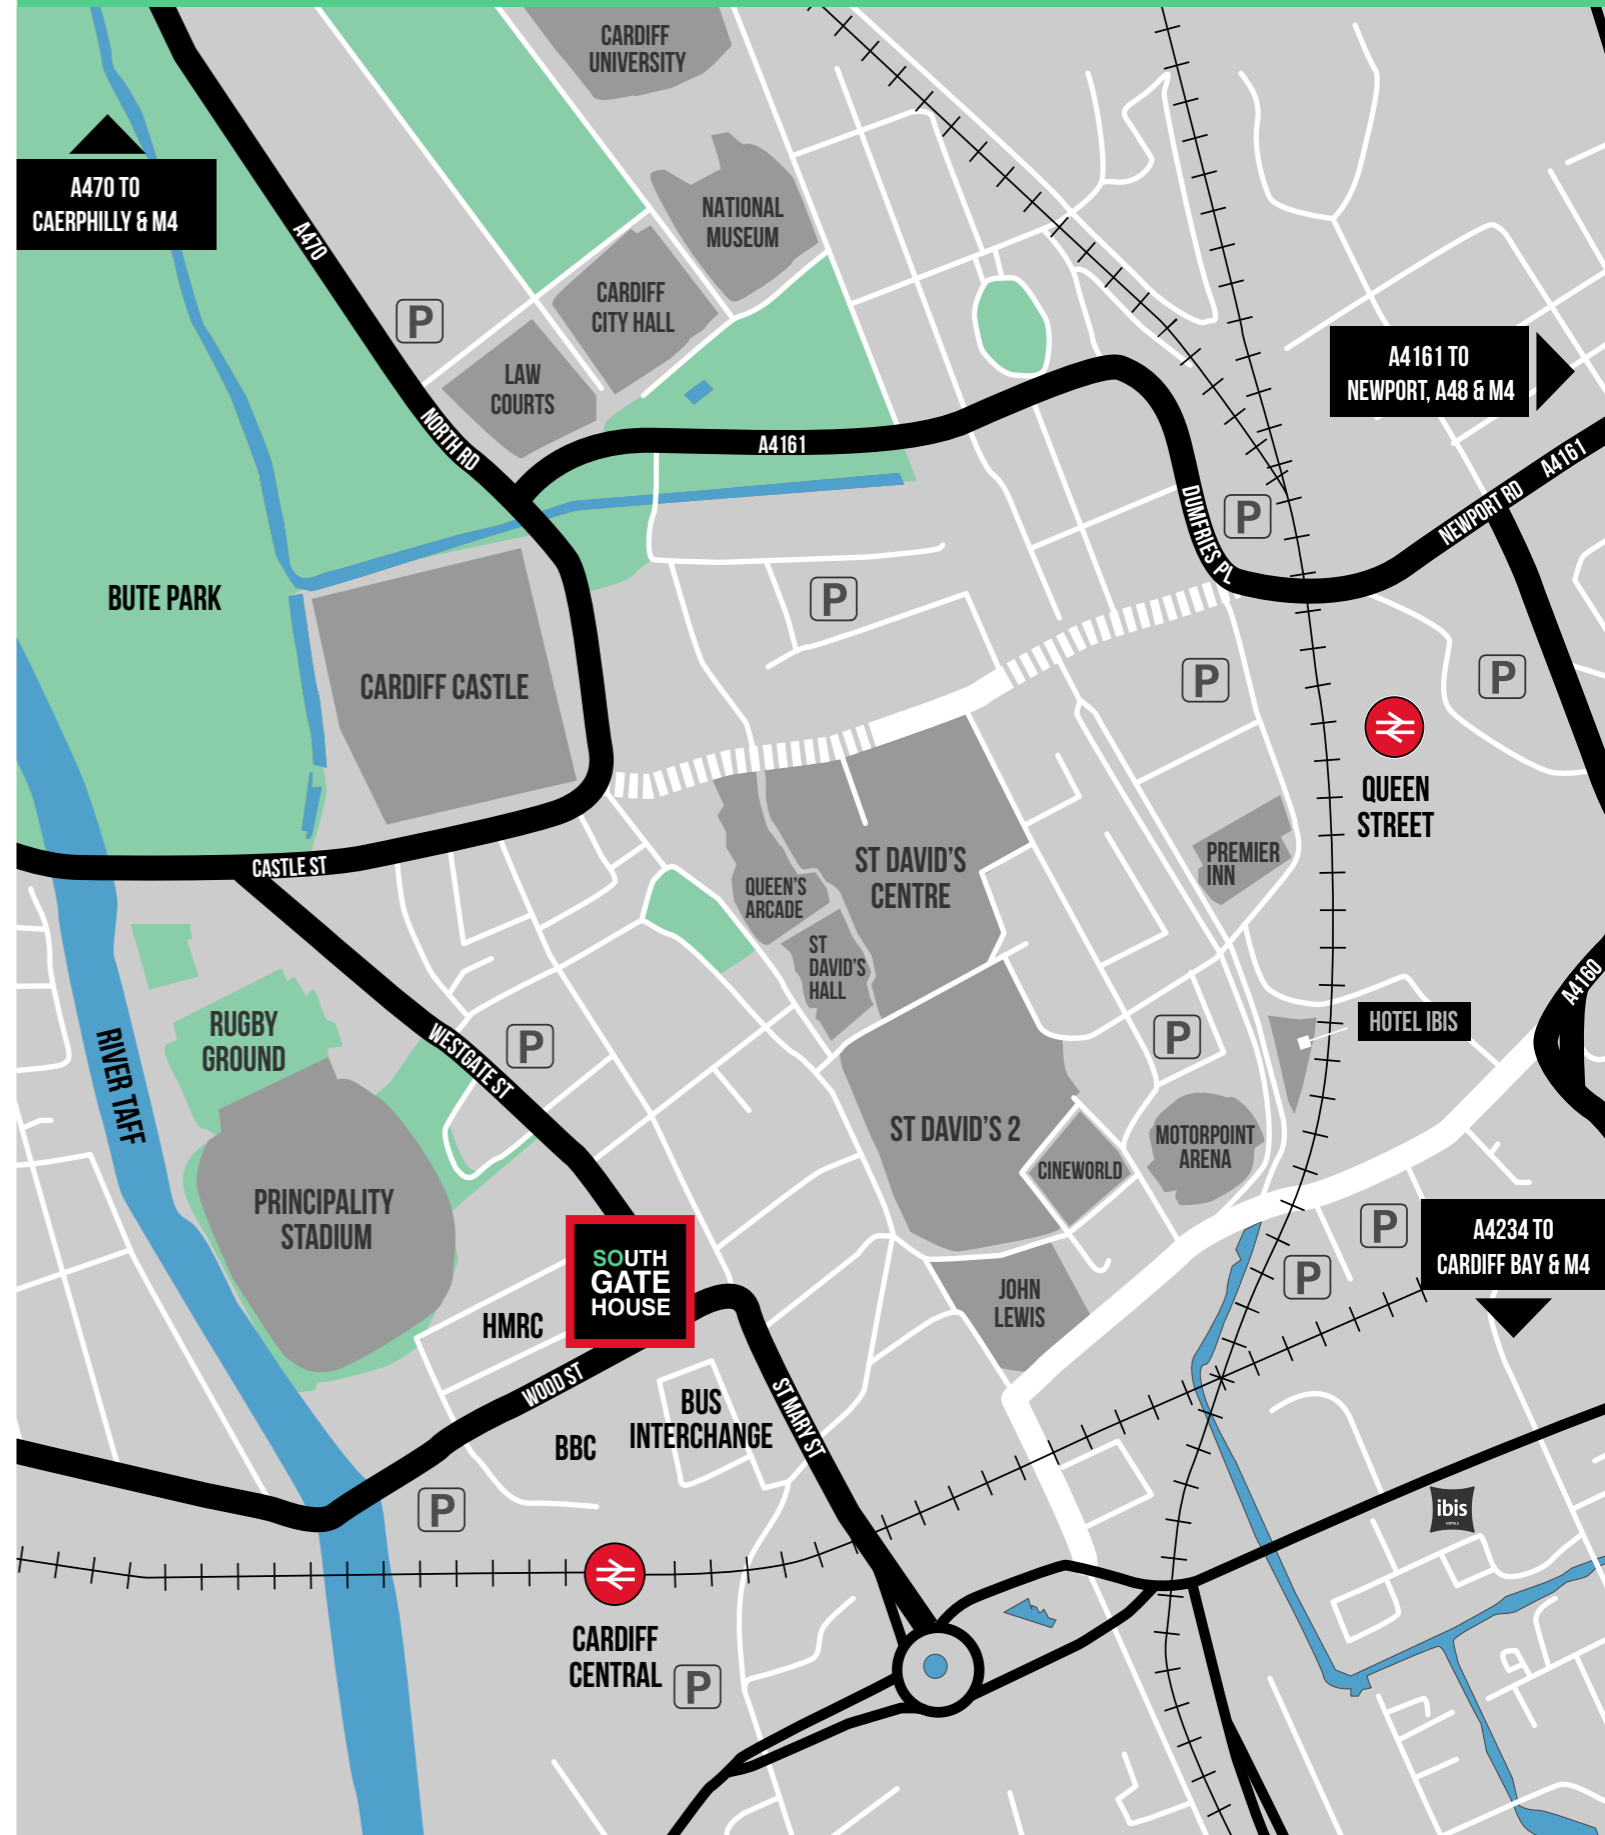 CARDIFF
UNIVERSITY
A470 TO
CAERPHILLY & M4
A470
NATIONAL
MUSEUM
P
CARDIFF
CITY HALL
LAW
COURTS
A4161 TO
NEWPORT, A48 & M4
NORTH RD
A4161
A4161
NEWPORT RD
DUMFRIES PL
P
P
BUTE PARK
CARDIFF CASTLE
P
P
QUEEN
STREET
CASTLE ST
ST DAVID'S
CENTRE
PREMIER
INN
QUEEN'S
ARCADE
ST
DAVID'S
HALL
A4160
RUGBY
GROUND
RIVER TAFF
WESTGATE ST
P
P
HOTEL IBIS
ST DAVID'S 2
CINEWORLD
MOTORPOINT
ARENA
PRINCIPALITY
STADIUM
P
A4234 TO
CARDIFF BAY & M4
SOUTH
GATE
HOUSE
P
JOHN
LEWIS
HMRC
WOOD ST
BUS
INTERCHANGE
ST MARY ST
BBC
P
ibis
HOTELS
CARDIFF
CENTRAL
P